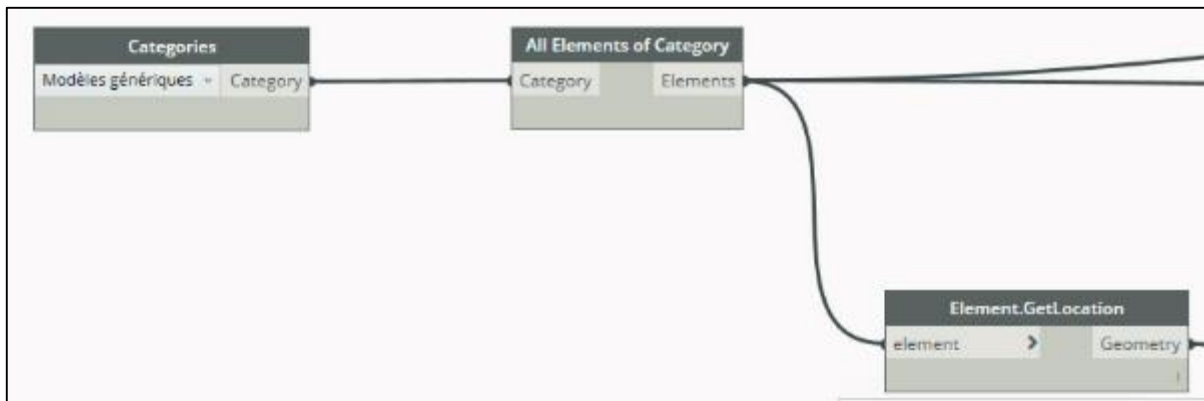 Categories
Modèles génériques Category
All Elements of Category
Category Elements
Element.GetLocation
element > Geometry